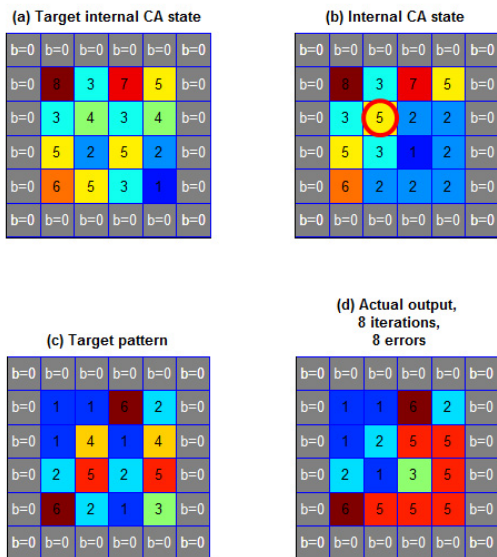 (a) Target internal CA state
b=0 b=0 b=0 b=0 b=0 b=0
b=0 8 3 7 5 b=0
b=0 3 4 3 4 b=0
b=0 5 2 5 2 b=0
b=0 6 5 3 1 b=0
b=0 b=0 b=0 b=0 b=0 b=0
(b) Internal CA state
b=0 b=0 b=0 b=0 b=0 b=0
b=0 8 3 7 5 b=0
b=0 3 5 2 2 b=0
b=0 5 3 1 2 b=0
b=0 6 2 2 2 b=0
b=0 b=0 b=0 b=0 b=0 b=0
(c) Target pattern
b=0 b=0 b=0 b=0 b=0 b=0
b=0 1 1 6 2 b=0
b=0 1 4 1 4 b=0
b=0 2 5 2 5 b=0
b=0 6 2 1 3 b=0
b=0 b=0 b=0 b=0 b=0 b=0
(d) Actual output,
8 iterations,
8 errors
b=0 b=0 b=0 b=0 b=0 b=0
b=0 1 1 6 2 b=0
b=0 1 2 5 5 b=0
b=0 2 1 3 5 b=0
b=0 6 5 5 5 b=0
b=0 b=0 b=0 b=0 b=0 b=0